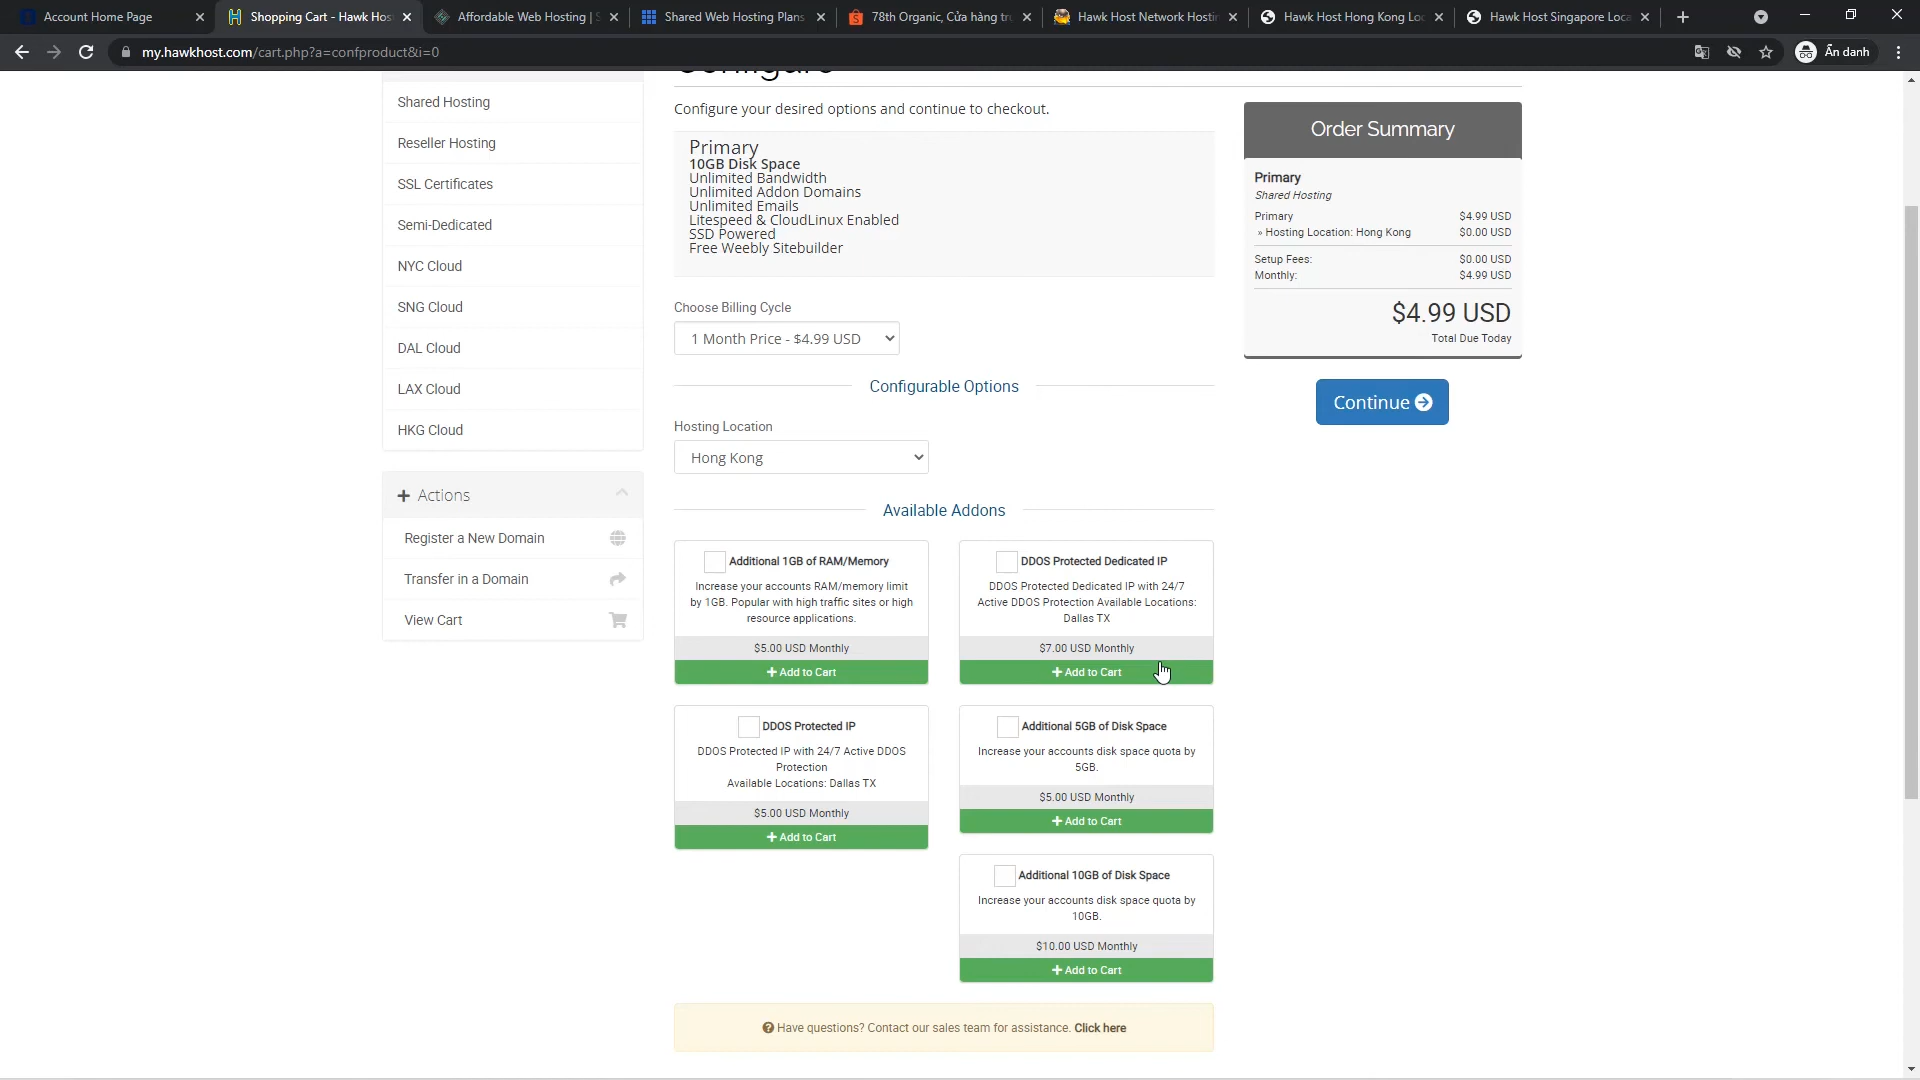 Account Home Page
Shopping Cart - Hawk Hos
Affordable Web Hosting | S
Shared Web Hosting Plans
78th Organic, Cửa hàng tr
Hawk Host Network Hostin
Hawk Host Hong Kong Loc
Hawk Host Singapore Loca
my.hawkhost.com/cart.php?a=confproduct&i=0
Ẩn danh
Configure
Shared Hosting
Reseller Hosting
SSL Certificates
Semi-Dedicated
NYC Cloud
SNG Cloud
DAL Cloud
LAX Cloud
HKG Cloud
Actions
Register a New Domain
Transfer in a Domain
View Cart
Configure your desired options and continue to checkout.
Primary
10GB Disk Space
Unlimited Bandwidth
Unlimited Addon Domains
Unlimited Emails
Litespeed & CloudLinux Enabled
SSD Powered
Free Weebly Sitebuilder
Choose Billing Cycle
1 Month Price - $4.99 USD
Configurable Options
Hosting Location
Hong Kong
Available Addons
Additional 1GB of RAM/Memory
Increase your accounts RAM/memory limit
by 1GB. Popular with high traffic sites or high
resource applications.
$5.00 USD Monthly
+ Add to Cart
DDOS Protected Dedicated IP
DDOS Protected Dedicated IP with 24/7
Active DDOS Protection Available Locations:
Dallas TX
$7.00 USD Monthly
+ Add to Cart
DDOS Protected IP
DDOS Protected IP with 24/7 Active DDOS
Protection
Available Locations: Dallas TX
$5.00 USD Monthly
+ Add to Cart
Additional 5GB of Disk Space
Increase your accounts disk space quota by
5GB.
$5.00 USD Monthly
+ Add to Cart
Additional 10GB of Disk Space
Increase your accounts disk space quota by
10GB.
$10.00 USD Monthly
+ Add to Cart
Have questions? Contact our sales team for assistance. Click here
Order Summary
Primary
Shared Hosting
Primary $4.99 USD
» Hosting Location: Hong Kong $0.00 USD
Setup Fees: $0.00 USD
Monthly: $4.99 USD
$4.99 USD
Total Due Today
Continue